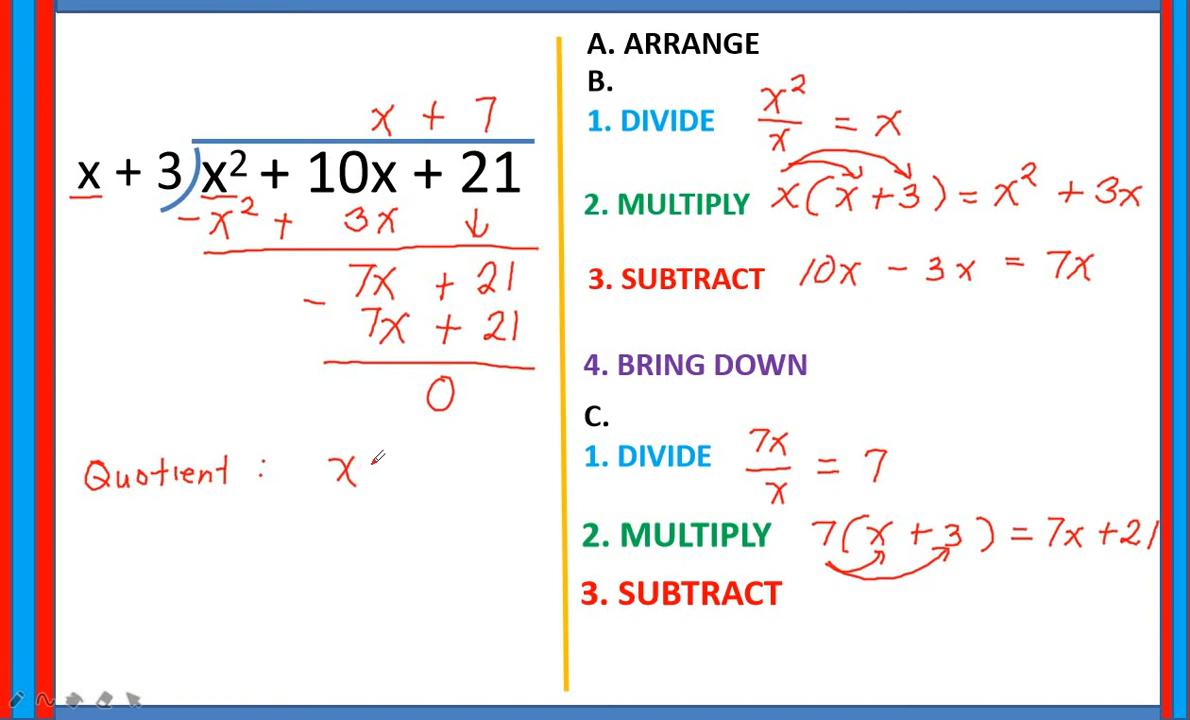 x + 7
x + 3)x² + 10x + 21
- x² + 3x ↓
7x + 21
- 7x + 21
0
Quotient : x
A. ARRANGE
B.
1. DIVIDE x²/x = x
2. MULTIPLY x(x + 3) = x² + 3x
3. SUBTRACT 10x - 3x = 7x
4. BRING DOWN
C.
1. DIVIDE 7x/x = 7
2. MULTIPLY 7(x + 3) = 7x + 21
3. SUBTRACT